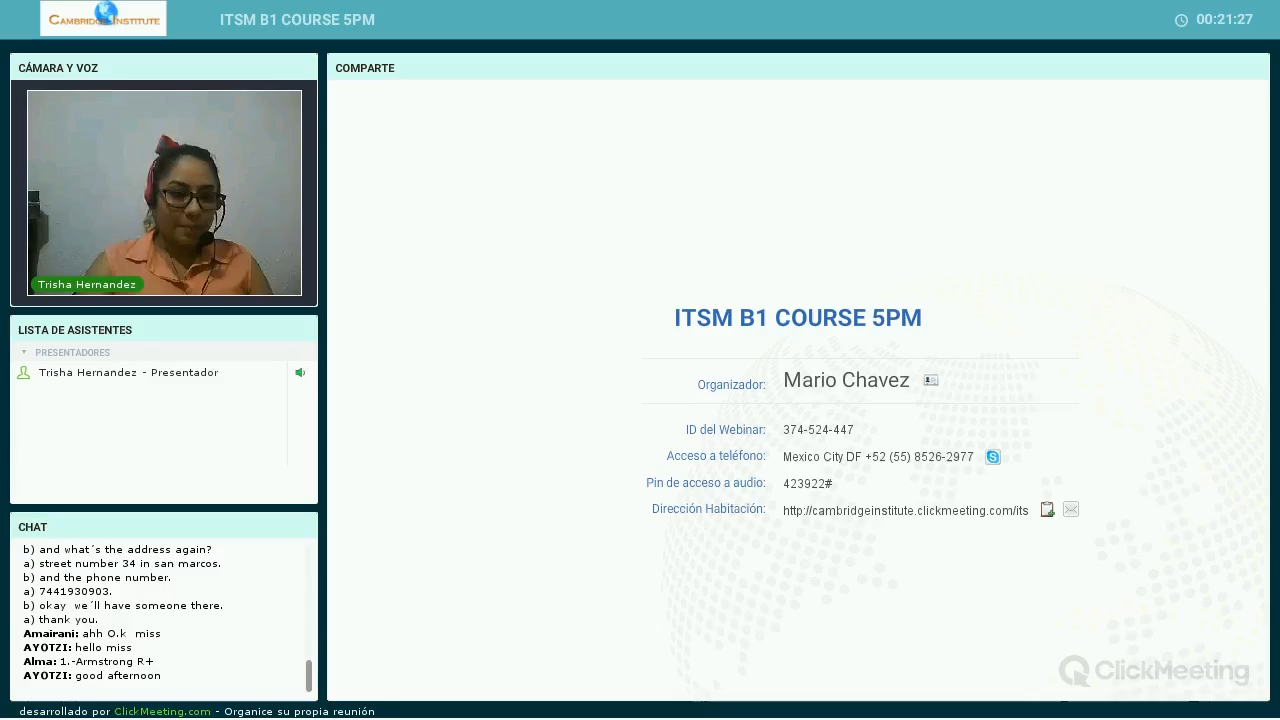 CAMBRIDGE INSTITUTE
ITSM B1 COURSE 5PM
00:21:27
CÁMARA Y VOZ
Trisha Hernandez
LISTA DE ASISTENTES
PRESENTADORES
Trisha Hernandez - Presentador
CHAT
b) and what´s the address again?
a) street number 34 in san marcos.
b) and the phone number.
a) 7441930903.
b) okay we´ll have someone there.
a) thank you.
Amairani: ahh O.k miss
AYOTZI: hello miss
Alma: 1.-Armstrong R+
AYOTZI: good afternoon
COMPARTE
ITSM B1 COURSE 5PM
Organizador: Mario Chavez
ID del Webinar: 374-524-447
Acceso a teléfono: Mexico City DF +52 (55) 8526-2977
Pin de acceso a audio: 423922#
Dirección Habitación: http://cambridgeinstitute.clickmeeting.com/its
ClickMeeting
desarrollado por ClickMeeting.com - Organice su propia reunión